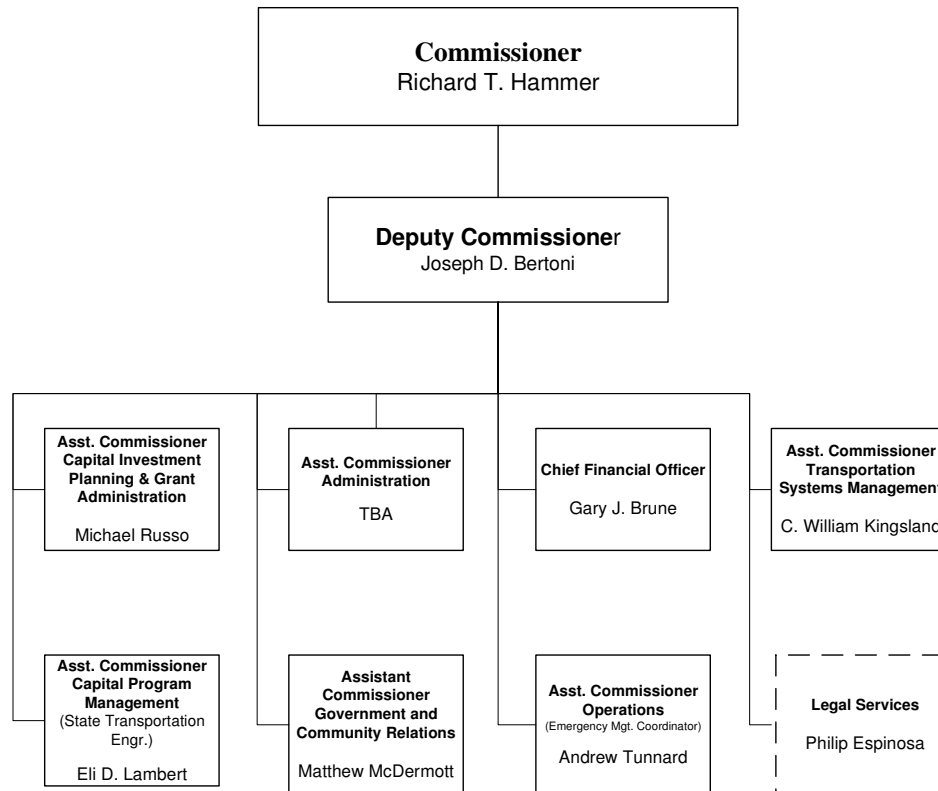 Commissioner
Richard T. Hammer
Deputy Commissioner
Joseph D. Bertoni
Asst. Commissioner
Capital Investment
Planning & Grant
Administration
Michael Russo
Asst. Commissioner
Administration
TBA
Chief Financial Officer
Gary J. Brune
Asst. Commissioner
Transportation
Systems Management
C. William Kingsland
Asst. Commissioner
Capital Program
Management
(State Transportation
Engr.)
Eli D. Lambert
Assistant
Commissioner
Government and
Community Relations
Matthew McDermott
Asst. Commissioner
Operations
(Emergency Mgt. Coordinator)
Andrew Tunnard
Legal Services
Philip Espinosa